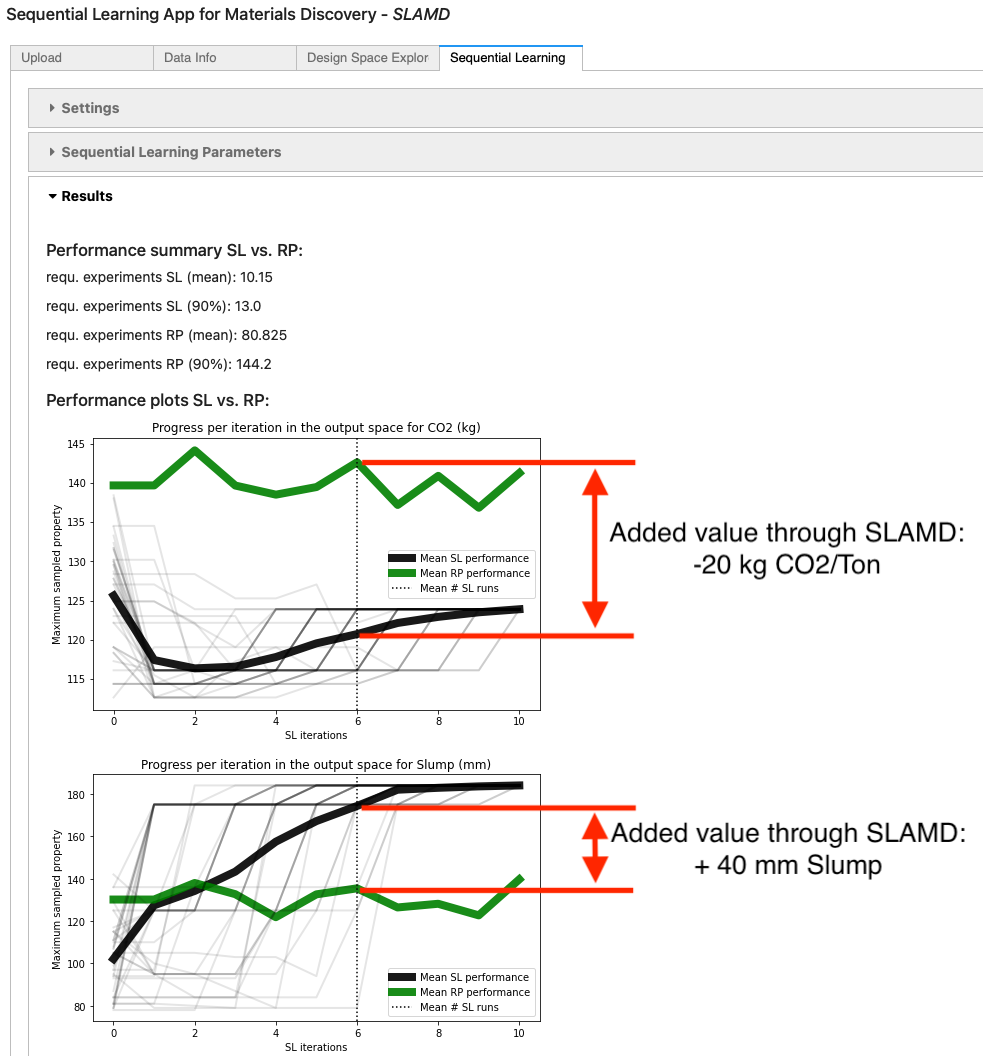 Sequential Learning App for Materials Discovery - SLAMD
Upload
Data Info
Design Space Explor
Sequential Learning
Settings
Sequential Learning Parameters
Results
Performance summary SL vs. RP:
requ. experiments SL (mean): 10.15
requ. experiments SL (90%): 13.0
requ. experiments RP (mean): 80.825
requ. experiments RP (90%): 144.2
Performance plots SL vs. RP:
Progress per iteration in the output space for CO2 (kg)
Maximum sampled property
145
140
135
130
125
120
115
Mean SL performance
Mean RP performance
Mean # SL runs
0
2
4
6
8
10
SL iterations
Added value through SLAMD:
-20 kg CO2/Ton
Progress per iteration in the output space for Slump (mm)
Maximum sampled property
180
160
140
120
100
80
Mean SL performance
Mean RP performance
Mean # SL runs
0
2
4
6
8
10
SL iterations
Added value through SLAMD:
+ 40 mm Slump